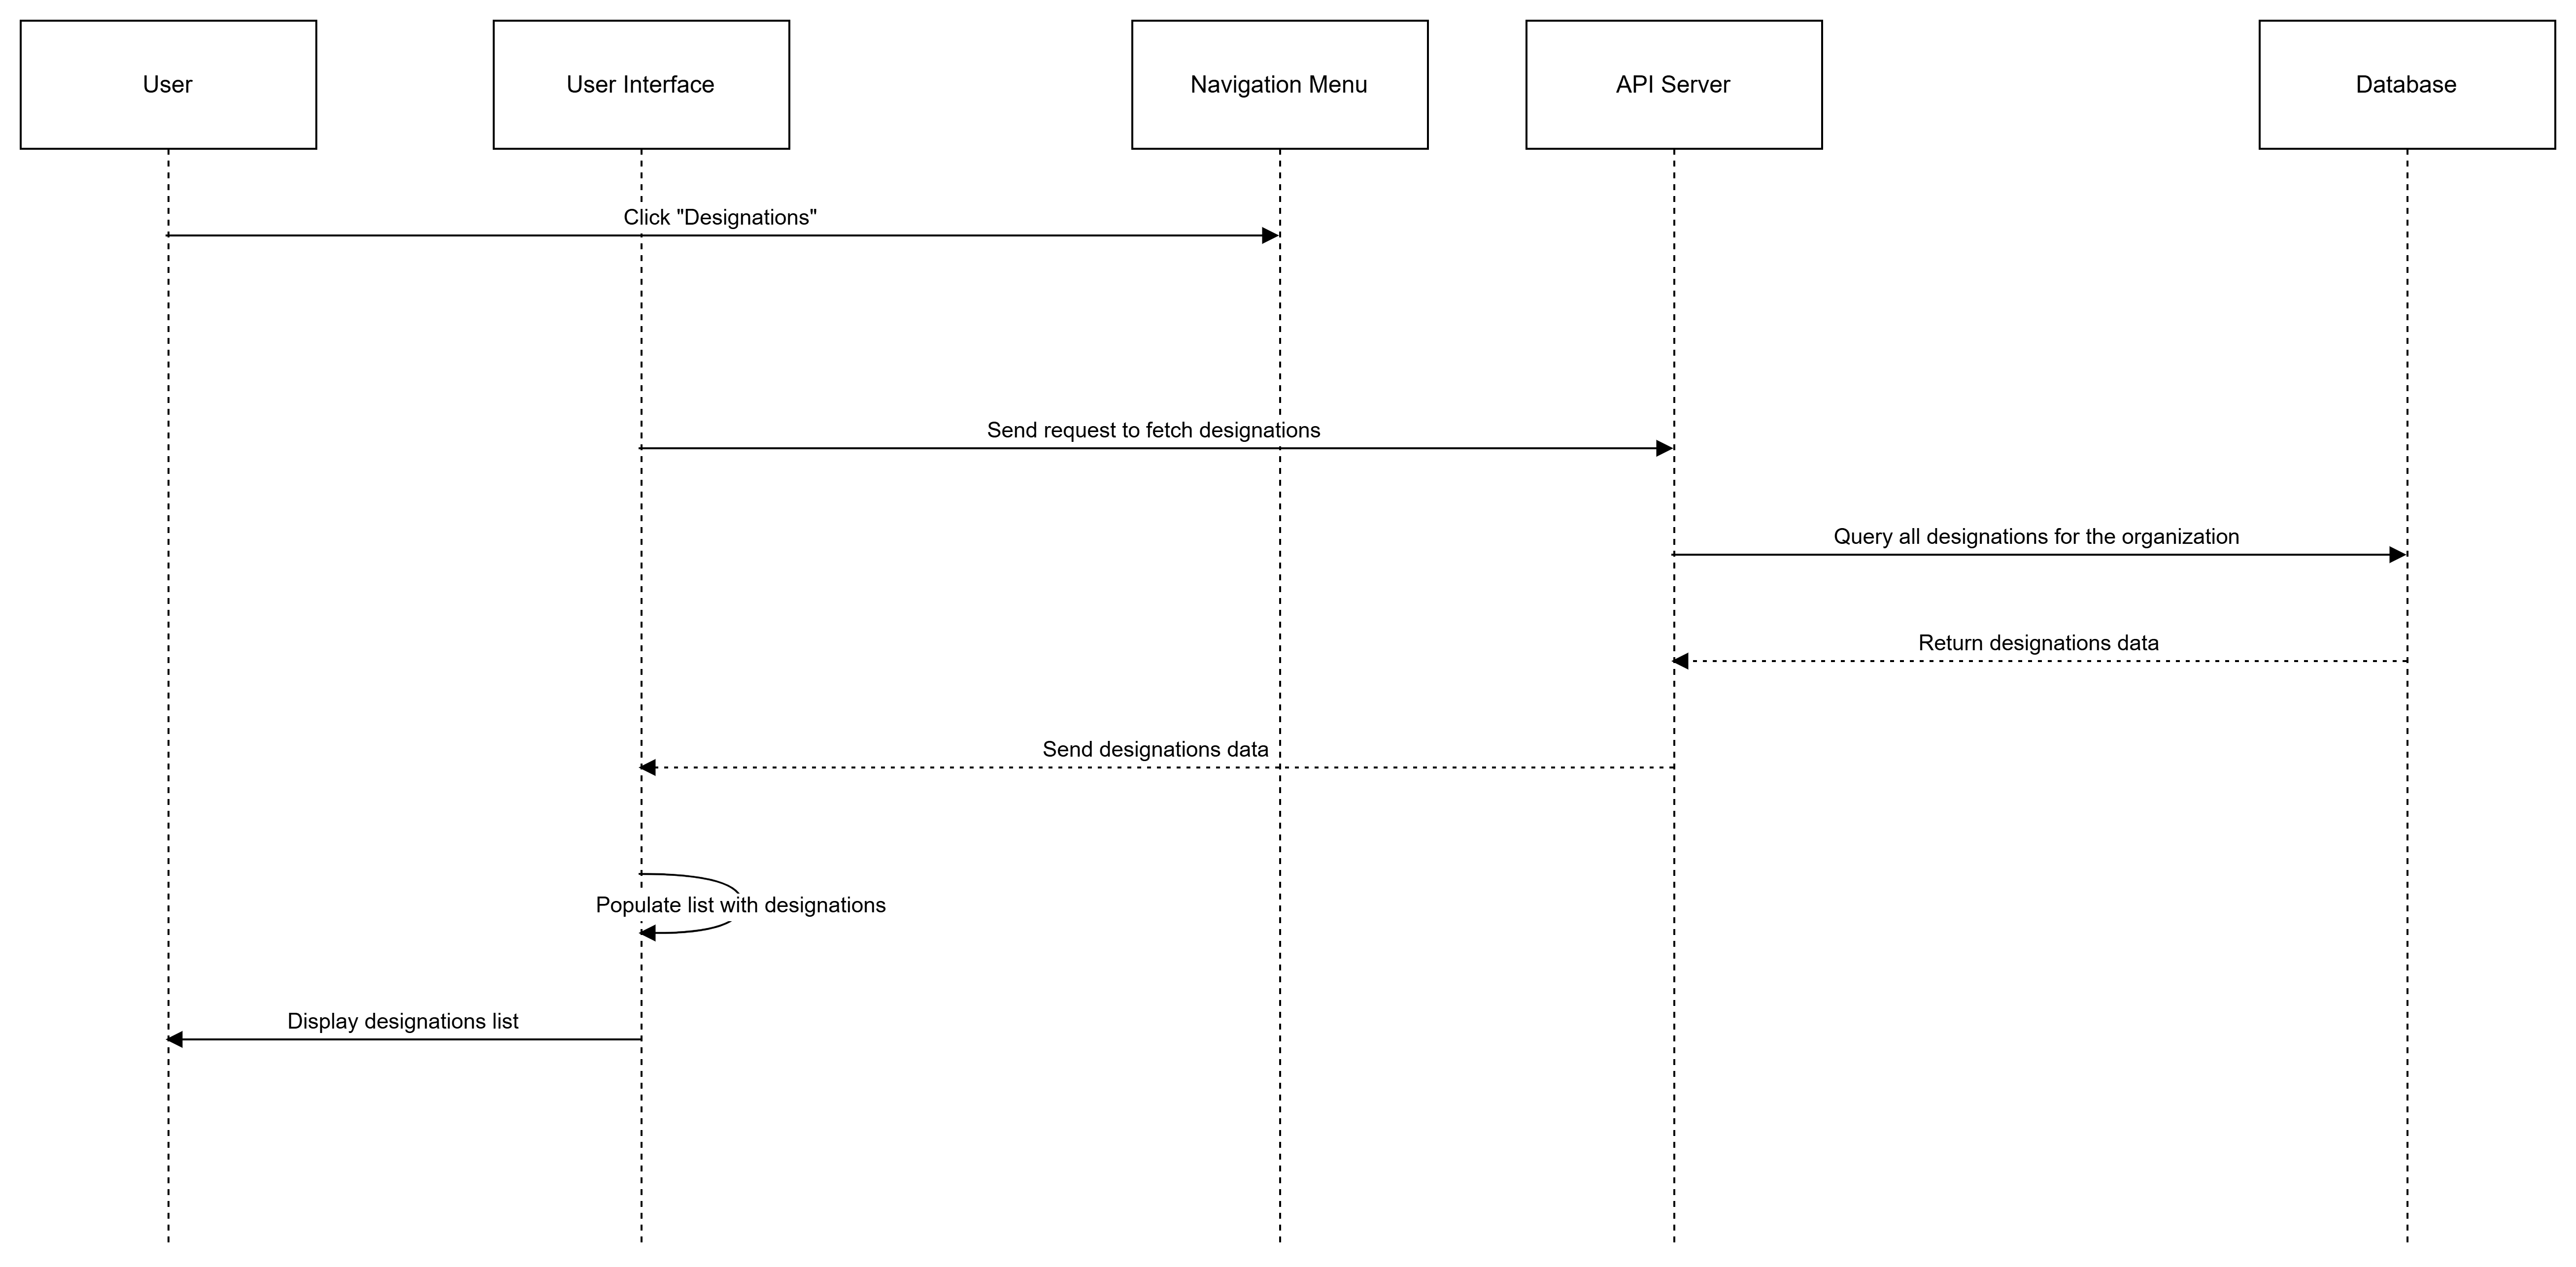 User
User Interface
Navigation Menu
API Server
Database
Click "Designations"
Send request to fetch designations
Query all designations for the organization
Return designations data
Send designations data
Populate list with designations
Display designations list